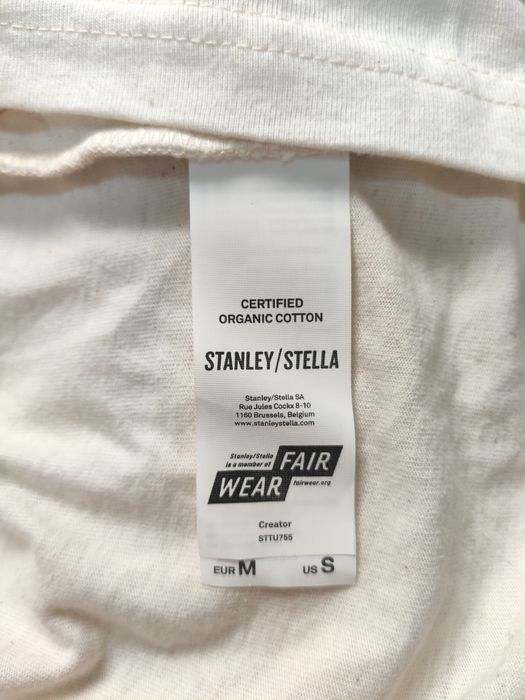 CERTIFIED
ORGANIC COTTON
STANLEY/STELLA
Stanley/Stella SA
Rue Jules Cockx 8-10
1160 Brussels, Belgium
www.stanleystella.com
Stanley/Stella
is a member of
FAIR
WEAR
fairwear.org
Creator
STTU755
EUR M US S